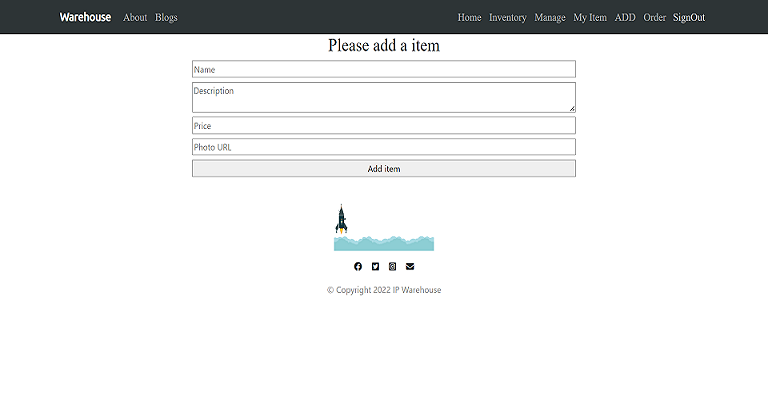 Warehouse About Blogs Home Inventory Manage My Item ADD Order SignOut
Please add a item
Name
Description
Price
Photo URL
Add item
© Copyright 2022 IP Warehouse